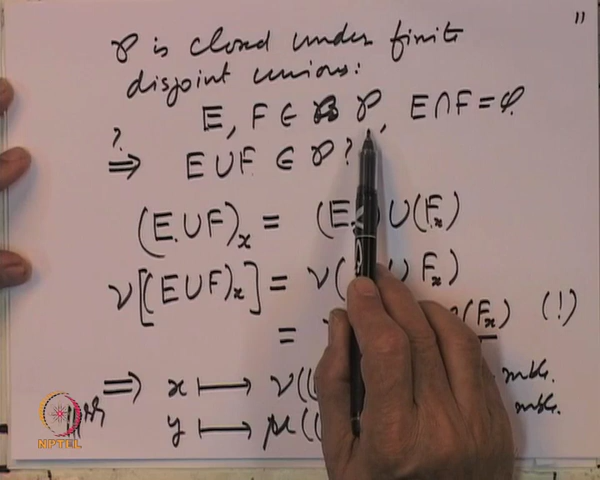 11
𝒫 is closed under finite
disjoint unions:
E, F ∈ 𝒫, E ∩ F = φ.
?
⟹ E ∪ F ∈ 𝒫?
(E ∪ F)ₓ = (E ) ∪ (Fₓ)
ν[(E ∪ F)ₓ] = ν( ∪ Fₓ)
= (Fₓ) (!)
⟹ x ⟼ ν(( mble.
y ⟼ μ(( mble.
NPTEL